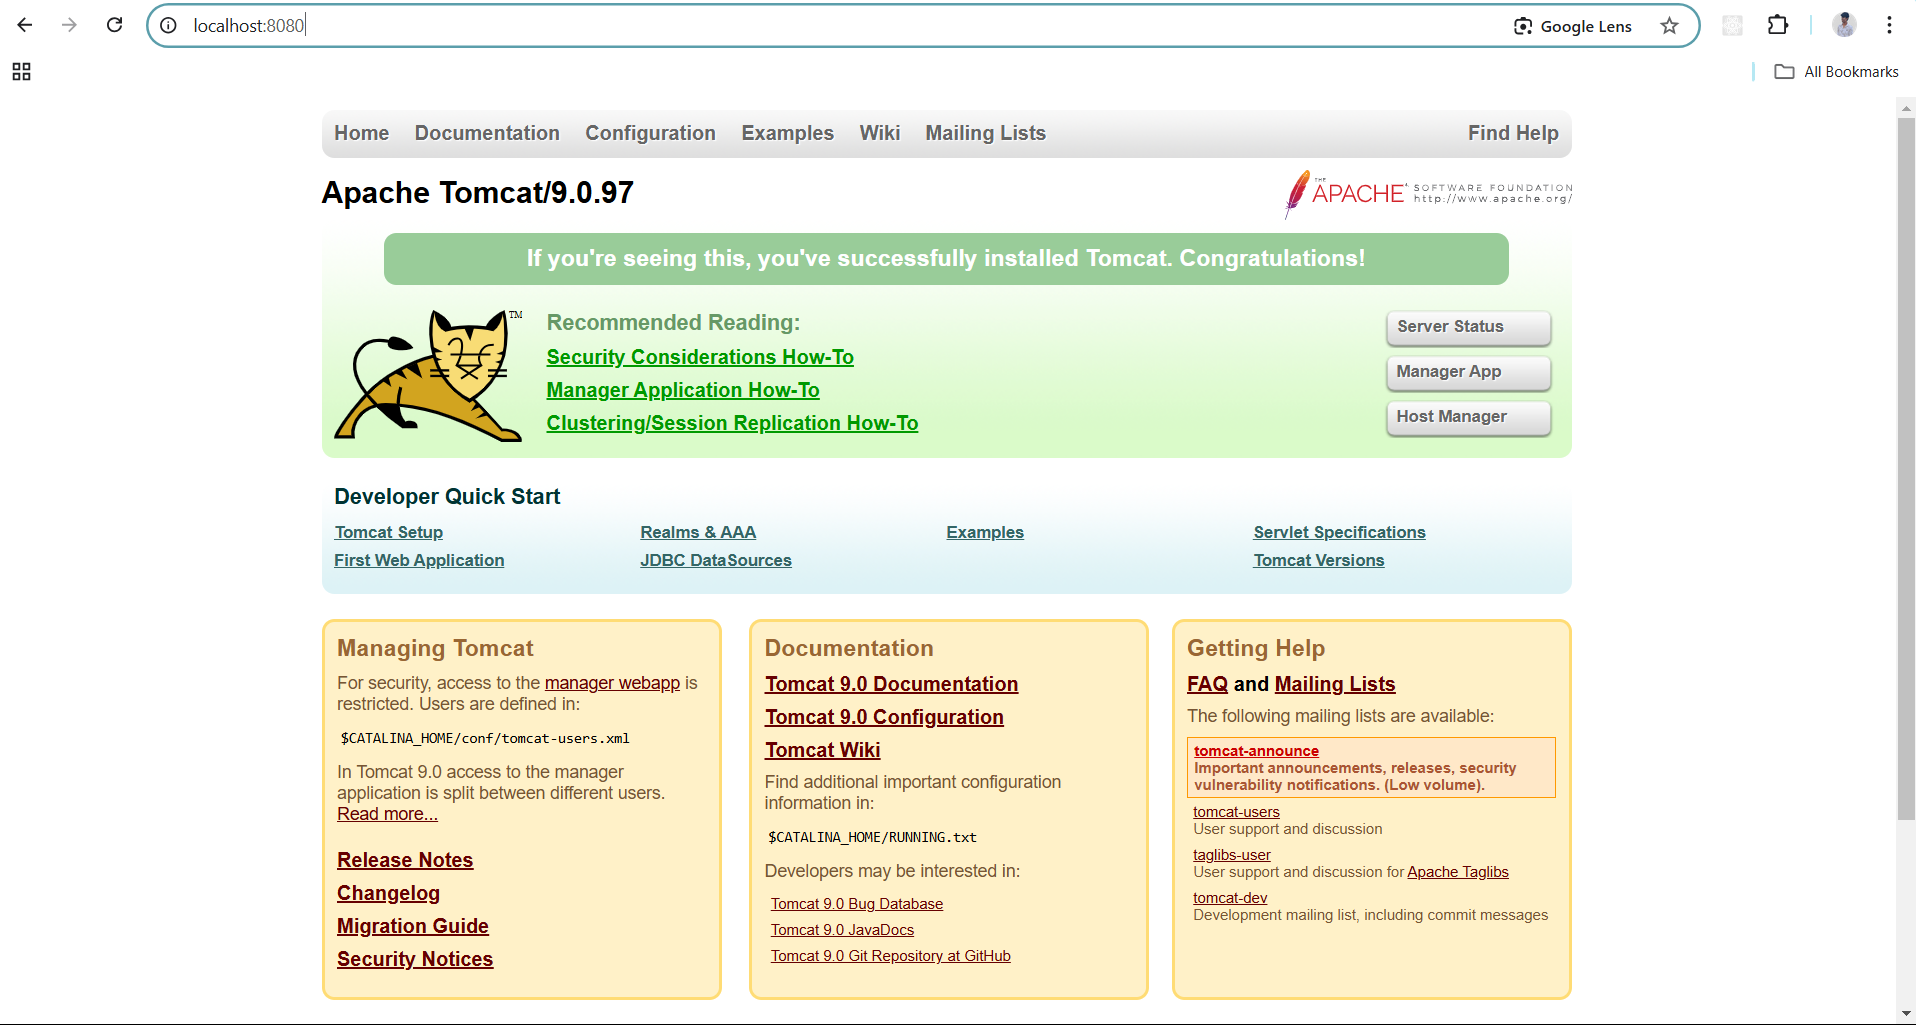 localhost:8080
Google Lens
All Bookmarks
Home Documentation Configuration Examples Wiki Mailing Lists Find Help
Apache Tomcat/9.0.97
THE
APACHE SOFTWARE FOUNDATION
http://www.apache.org/
If you're seeing this, you've successfully installed Tomcat. Congratulations!
TM
Recommended Reading:
Security Considerations How-To
Manager Application How-To
Clustering/Session Replication How-To
Server Status
Manager App
Host Manager
Developer Quick Start
Tomcat Setup
First Web Application
Realms & AAA
JDBC DataSources
Examples
Servlet Specifications
Tomcat Versions
Managing Tomcat
For security, access to the manager webapp is
restricted. Users are defined in:
$CATALINA_HOME/conf/tomcat-users.xml
In Tomcat 9.0 access to the manager
application is split between different users.
Read more...
Release Notes
Changelog
Migration Guide
Security Notices
Documentation
Tomcat 9.0 Documentation
Tomcat 9.0 Configuration
Tomcat Wiki
Find additional important configuration
information in:
$CATALINA_HOME/RUNNING.txt
Developers may be interested in:
Tomcat 9.0 Bug Database
Tomcat 9.0 JavaDocs
Tomcat 9.0 Git Repository at GitHub
Getting Help
FAQ and Mailing Lists
The following mailing lists are available:
tomcat-announce
Important announcements, releases, security
vulnerability notifications. (Low volume).
tomcat-users
User support and discussion
taglibs-user
User support and discussion for Apache Taglibs
tomcat-dev
Development mailing list, including commit messages